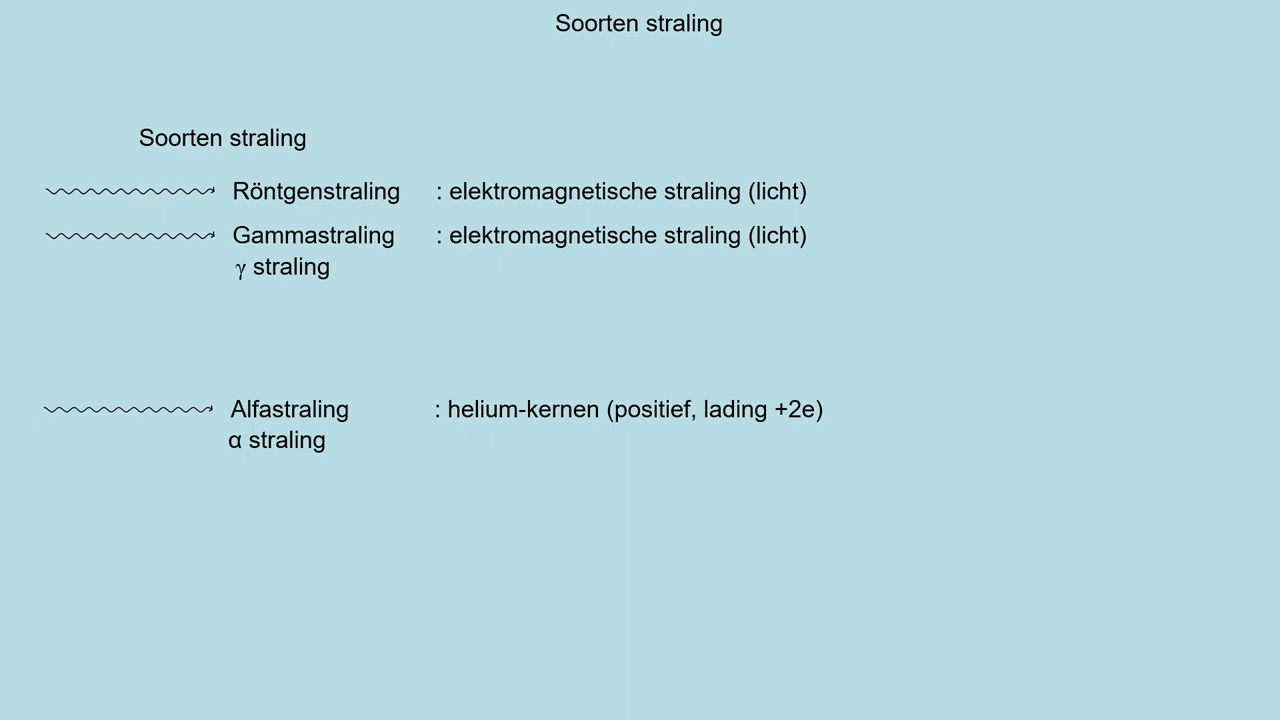 Soorten straling
Soorten straling
Röntgenstraling : elektromagnetische straling (licht)
Gammastraling : elektromagnetische straling (licht)
γ straling
Alfastraling : helium-kernen (positief, lading +2e)
α straling